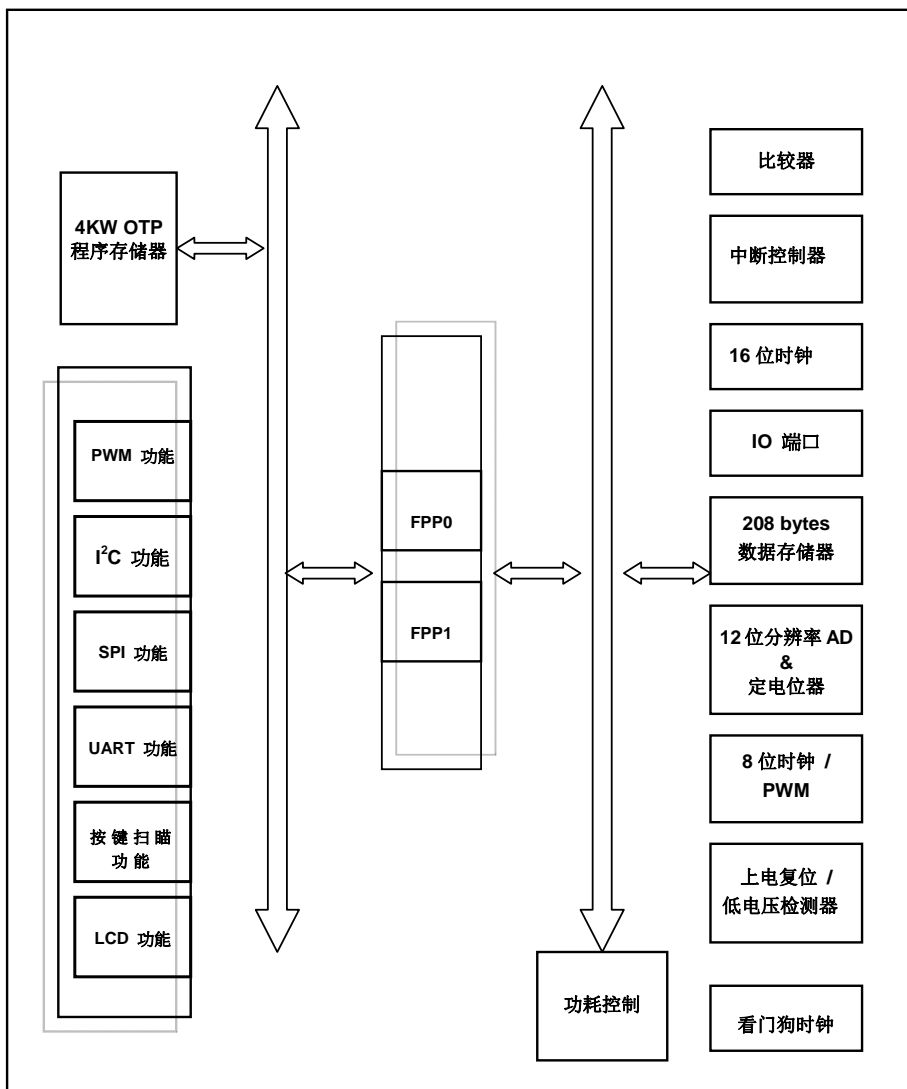 4KW OTP
程序存储器
PWM 功能
I²C 功能
SPI 功能
UART 功能
按键扫瞄
功能
LCD 功能
FPP0
FPP1
功耗控制
比较器
中断控制器
16 位时钟
IO 端口
208 bytes
数据存储器
12 位分辨率 AD
&
定电位器
8 位时钟 /
PWM
上电复位 /
低电压检测器
看门狗时钟